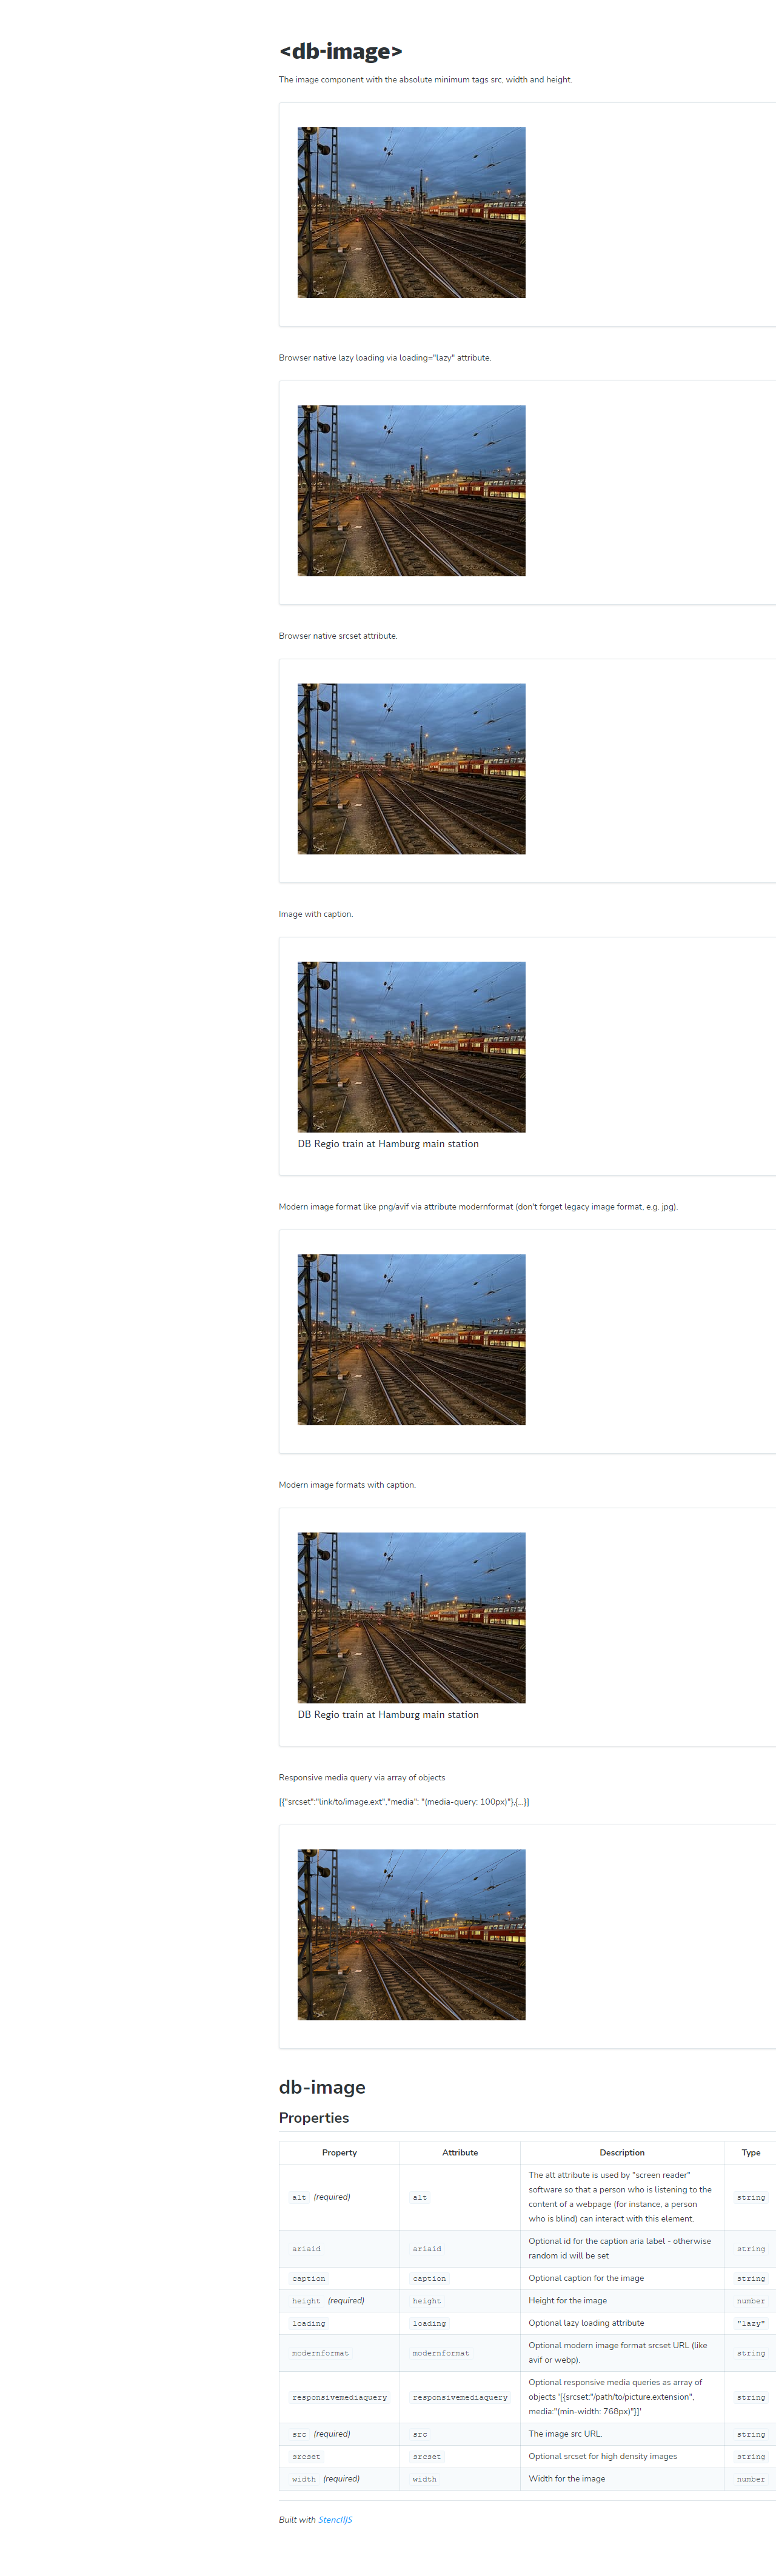 <db-image>
The image component with the absolute minimum tags src, width and height.
Browser native lazy loading via loading="lazy" attribute.
Browser native srcset attribute.
Image with caption.
DB Regio train at Hamburg main station
Modern image format like png/avif via attribute modernformat (don't forget legacy image format, e.g. jpg).
Modern image formats with caption.
DB Regio train at Hamburg main station
Responsive media query via array of objects
[{"srcset":"link/to/image.ext","media": "(media-query: 100px)"},{...}]
db-image
Properties
Property Attribute Description Type
alt (required) alt The alt attribute is used by "screen reader"
software so that a person who is listening to the
content of a webpage (for instance, a person
who is blind) can interact with this element.
string
ariaid ariaid Optional id for the caption aria label - otherwise
random id will be set
string
caption caption Optional caption for the image string
height (required) height Height for the image number
loading loading Optional lazy loading attribute "lazy"
modernformat modernformat Optional modern image format srcset URL (like
avif or webp).
string
responsivemediaquery responsivemediaquery Optional responsive media queries as array of
objects '[{srcset:"/path/to/picture.extension",
media:"(min-width: 768px)"}]'
string
src (required) src The image src URL. string
srcset srcset Optional srcset for high density images string
width (required) width Width for the image number
Built with StencilJS